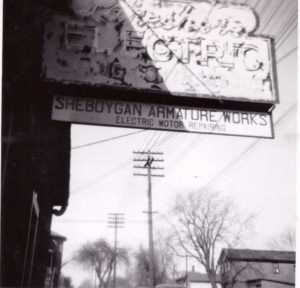 ELECTRIC
SHEBOYGAN ARMATURE WORKS
ELECTRIC MOTOR REPAIRING